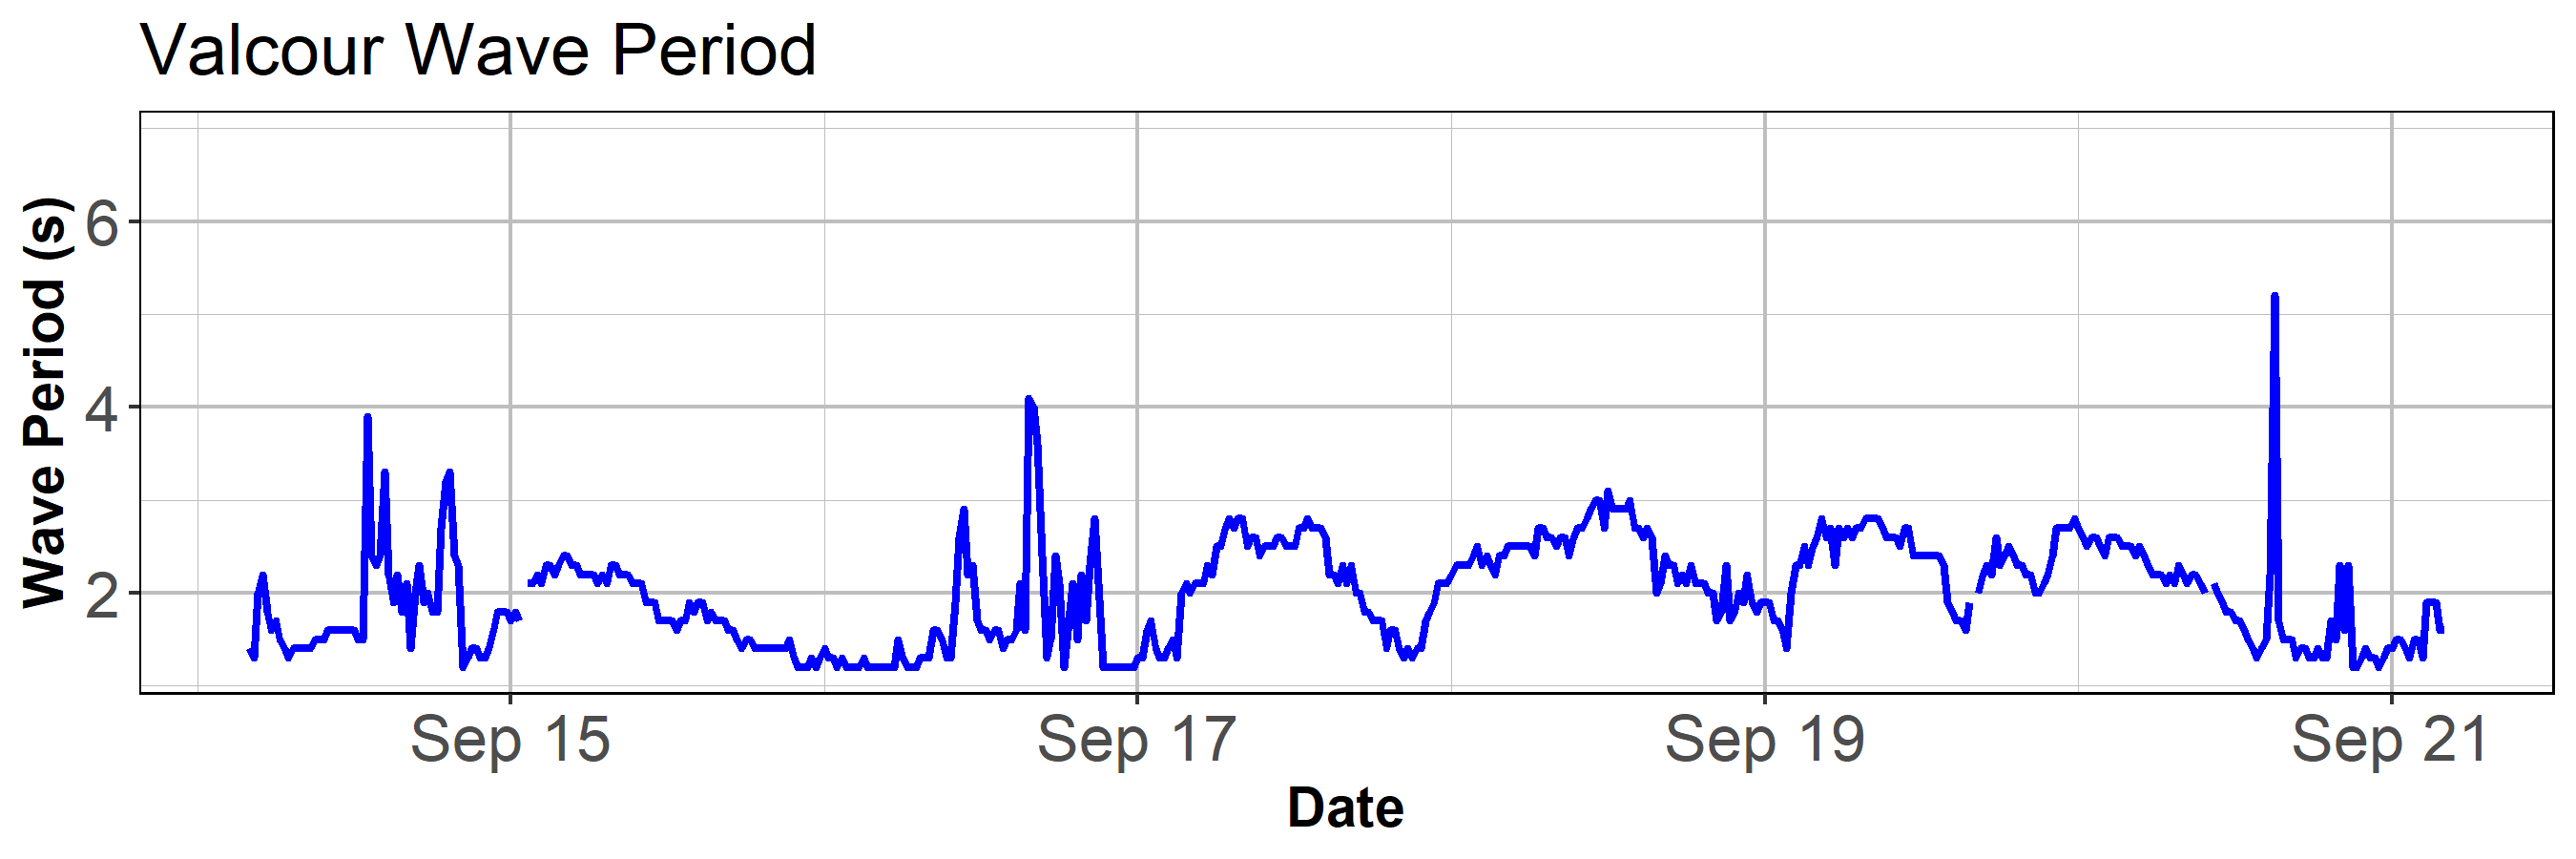 Valcour Wave Period
Wave Period (s)
6
4
2
Sep 15
Sep 17
Sep 19
Sep 21
Date